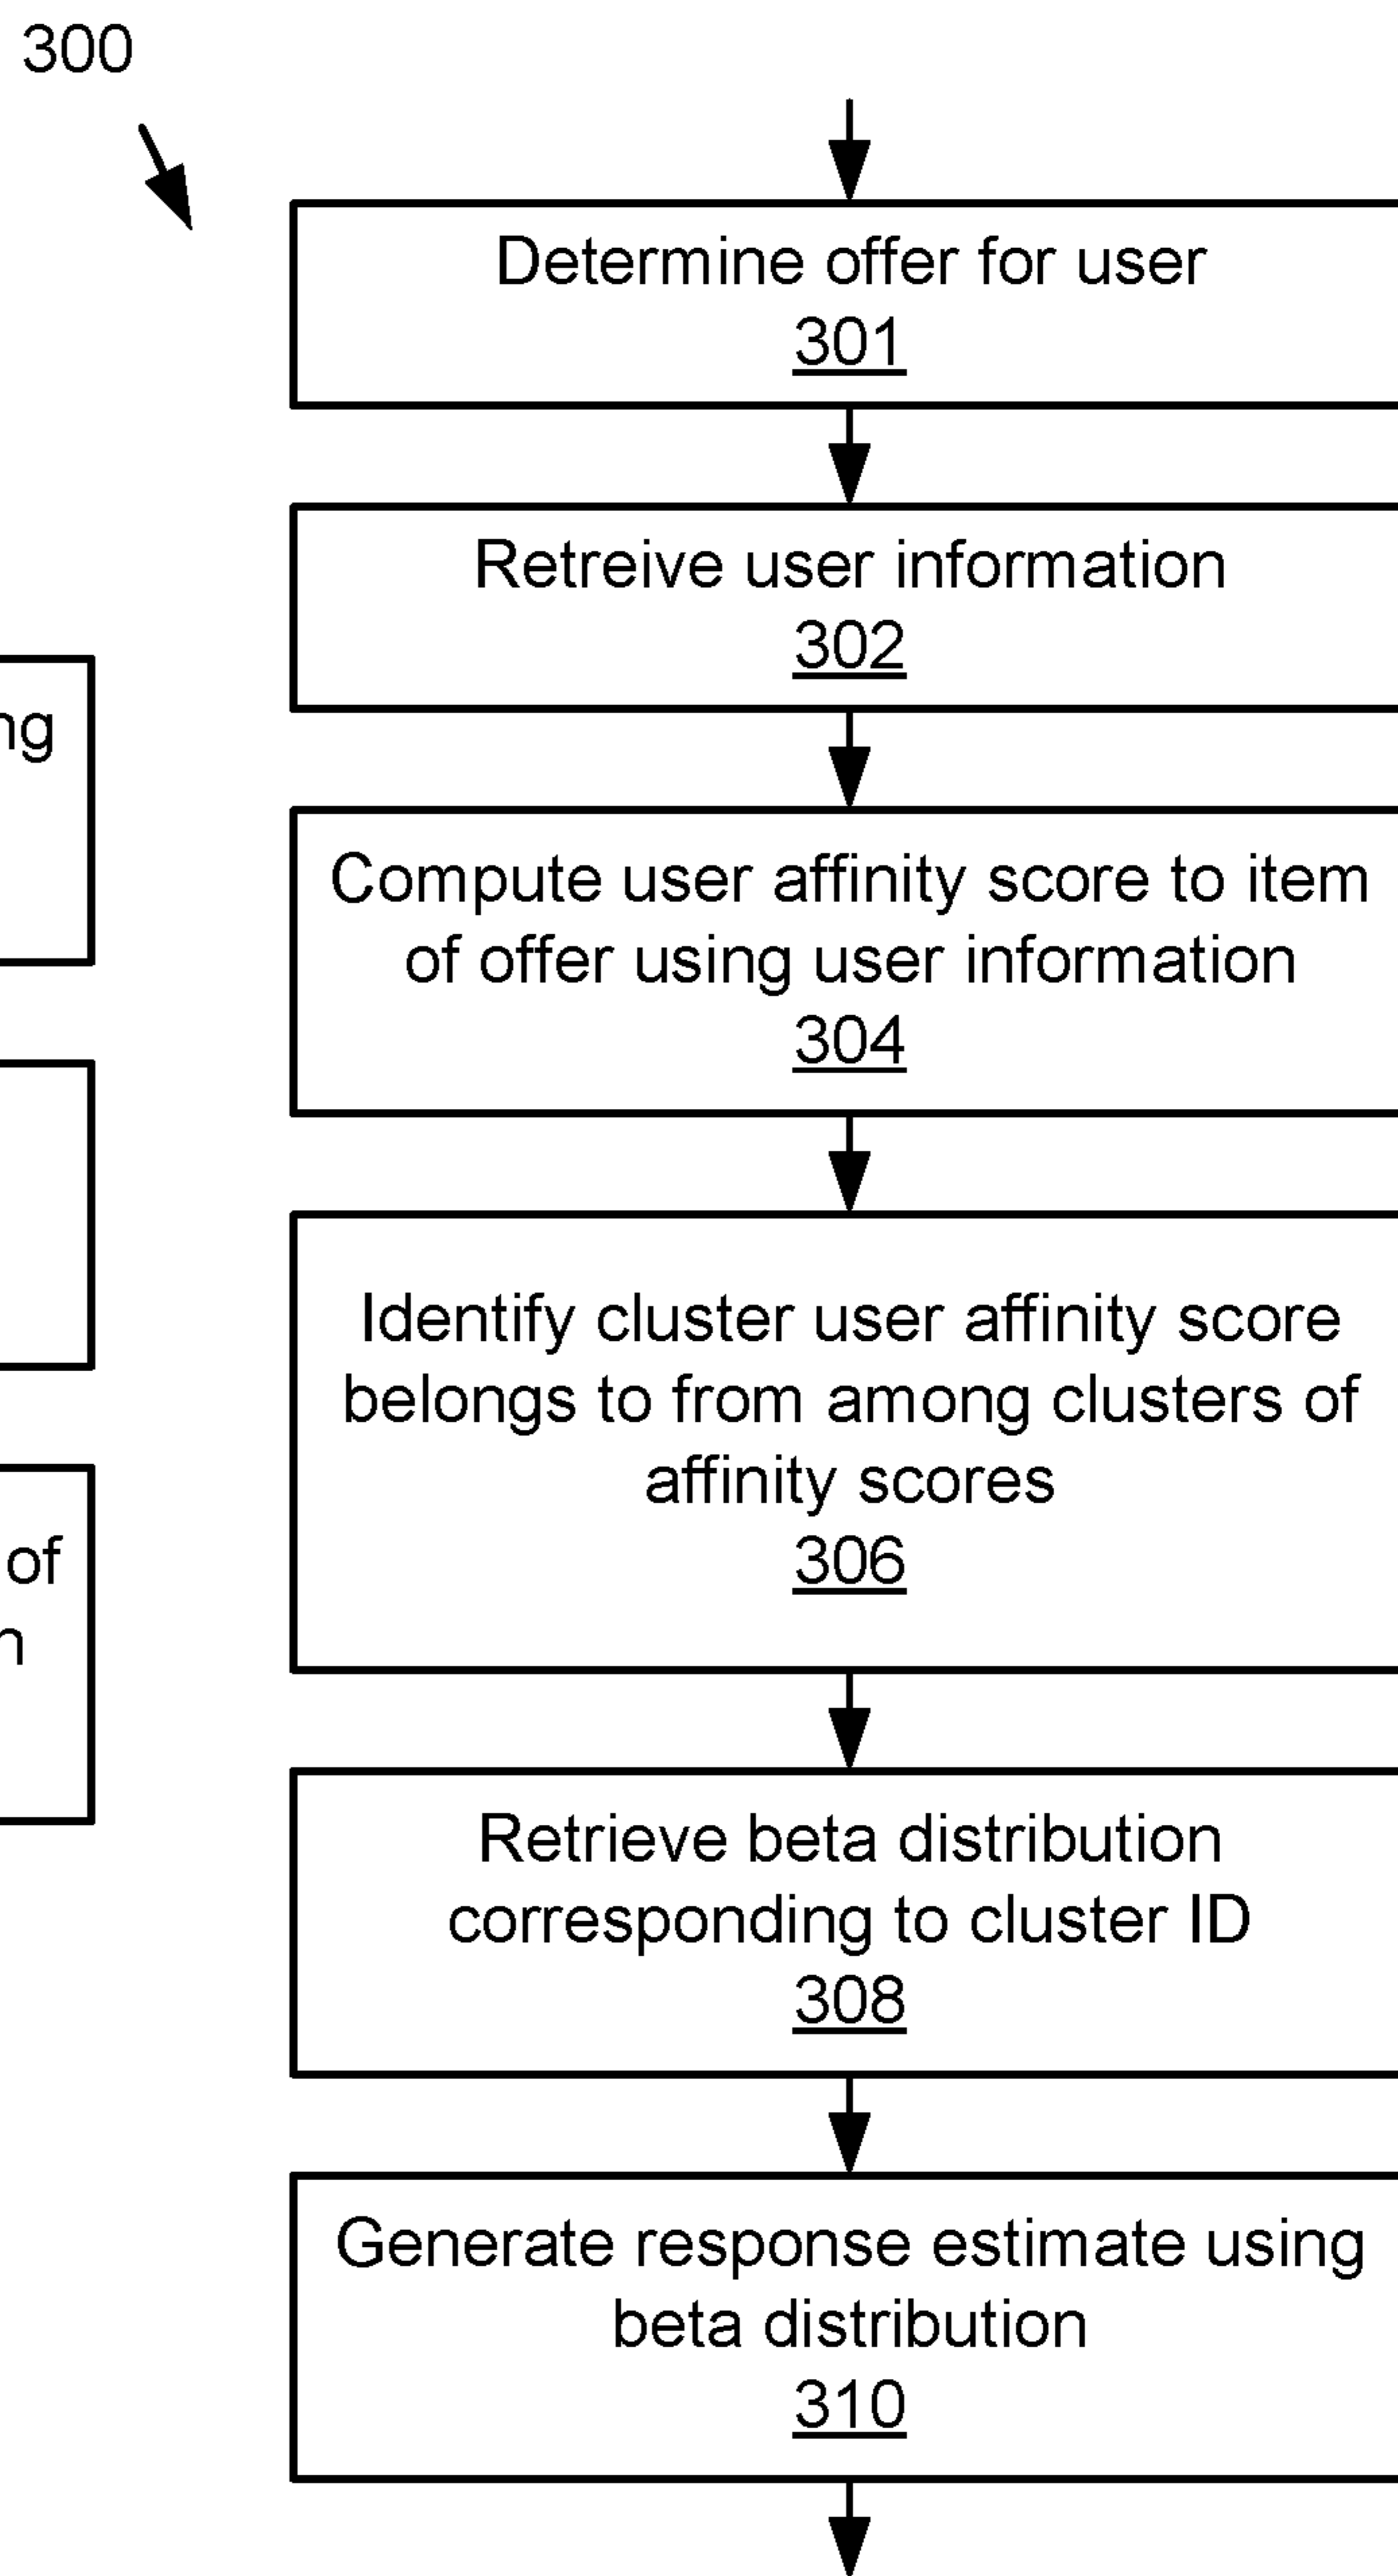 300
Determine offer for user
301
Retreive user information
302
Compute user affinity score to item
of offer using user information
304
Identify cluster user affinity score
belongs to from among clusters of
affinity scores
306
Retrieve beta distribution
corresponding to cluster ID
308
Generate response estimate using
beta distribution
310
of